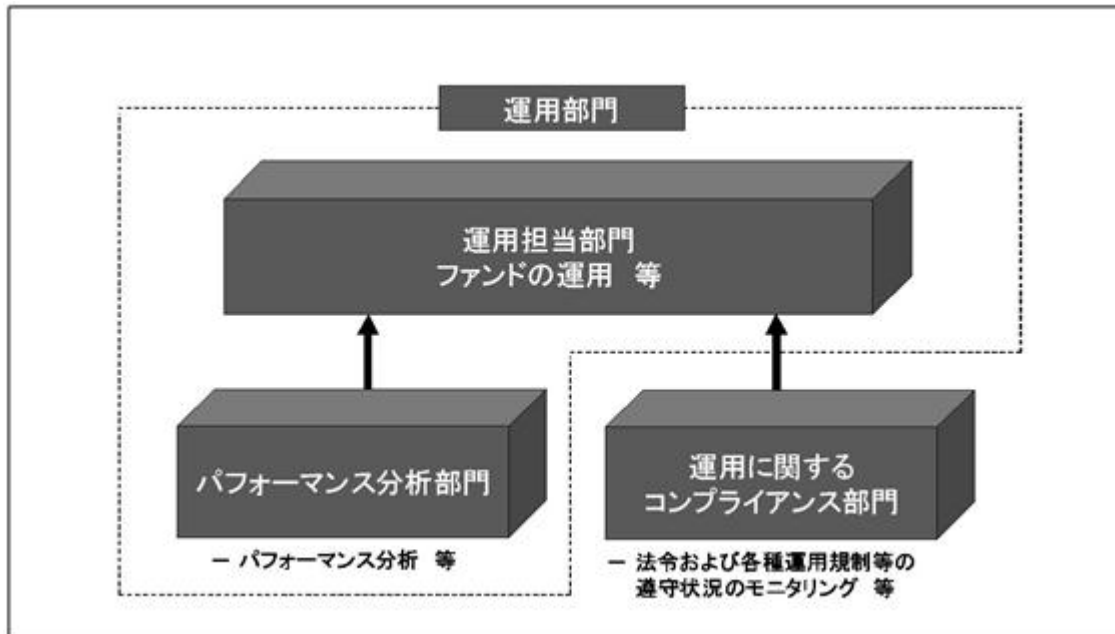 運用部門
運用担当部門
ファンドの運用　等
パフォーマンス分析部門
－ パフォーマンス分析　等
運用に関する
コンプライアンス部門
－ 法令および各種運用規制等の
遵守状況のモニタリング　等